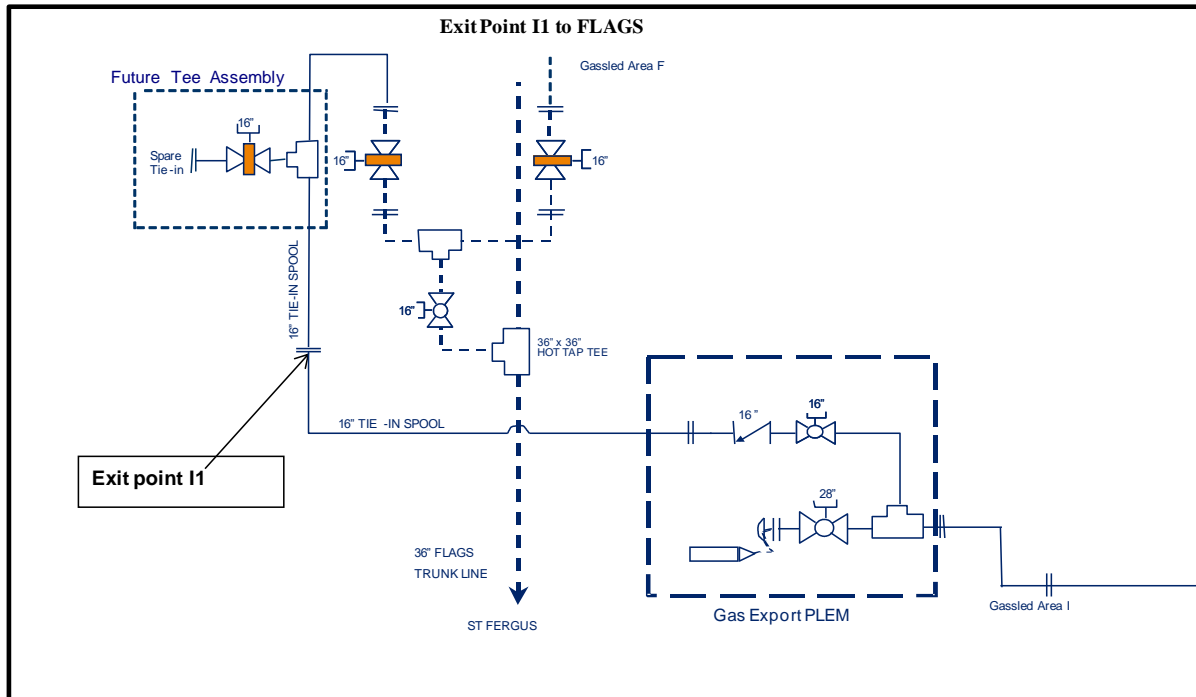 Exit Point I1 to FLAGS
Gassled Area F
Future Tee Assembly
16"
Spare
Tie-in
16"
16"
16" TIE-IN SPOOL
16"
36" x 36"
HOT TAP TEE
16" TIE -IN SPOOL
16 "
16"
Exit point I1
28"
36" FLAGS
TRUNK LINE
Gassled Area I
Gas Export PLEM
ST FERGUS